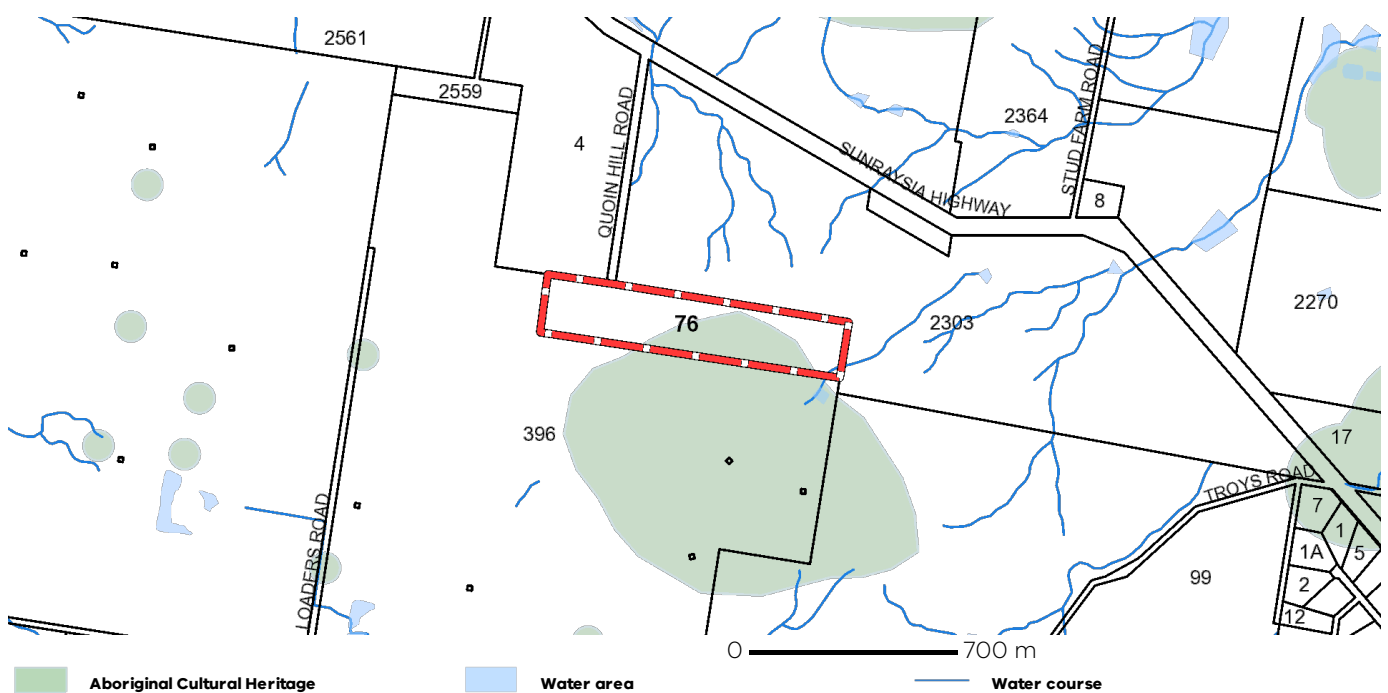 2561
2559
4
QUOIN HILL ROAD
2364
STUD FARM ROAD
SUNRAYSIA HIGHWAY
8
2270
76
2303
396
17
TROYS ROAD
7
1
1A
5
2
12
99
LOADERS ROAD
0 700 m
Aboriginal Cultural Heritage
Water area
Water course